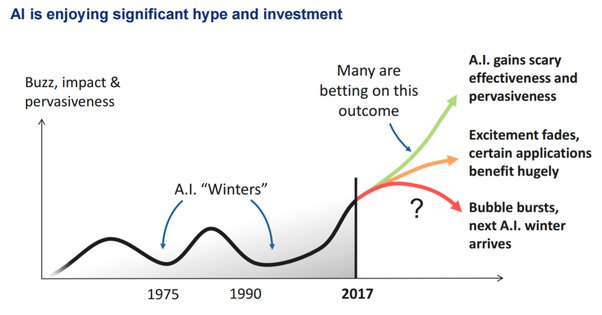 AI is enjoying significant hype and investment
Buzz, impact &
pervasiveness
Many are
betting on this
outcome
A.I. gains scary
effectiveness and
pervasiveness
Excitement fades,
certain applications
benefit hugely
A.I. “Winters”
?
Bubble bursts,
next A.I. winter
arrives
1975
1990
2017